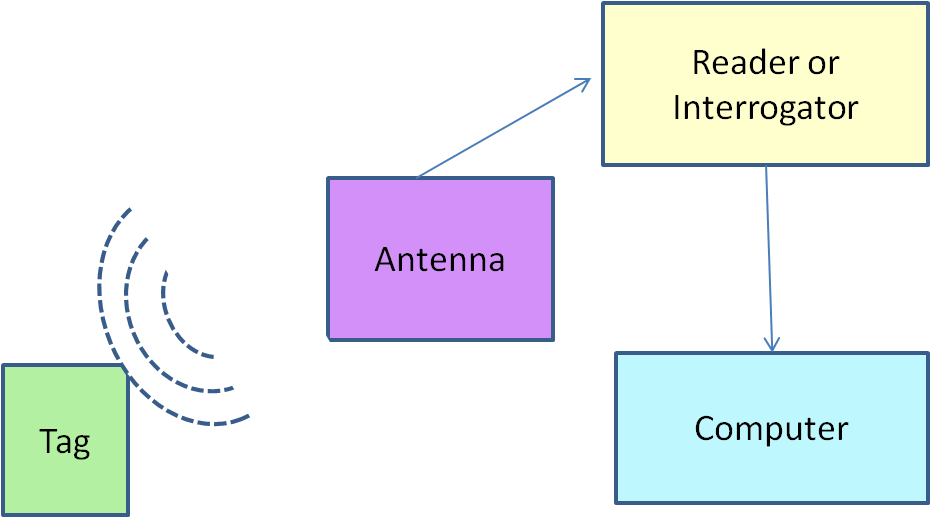 Reader or
Interrogator
Antenna
Computer
Tag